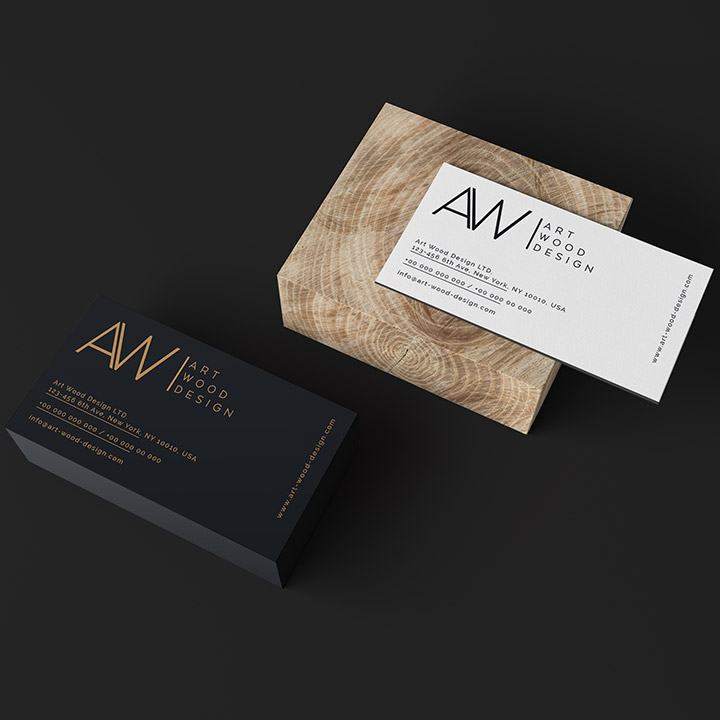 AW
ART
WOOD
DESIGN
Art Wood Design LTD.
123-456 6th Ave, New York, NY 10010, USA
+00 000 000 000 / +00 000 00 000
info@art-wood-design.com
www.art-wood-design.com
AW
ART
WOOD
DESIGN
Art Wood Design LTD.
123-456 6th Ave, New York, NY 10010, USA
+00 000 000 000 / +00 000 00 000
info@art-wood-design.com
www.art-wood-design.com